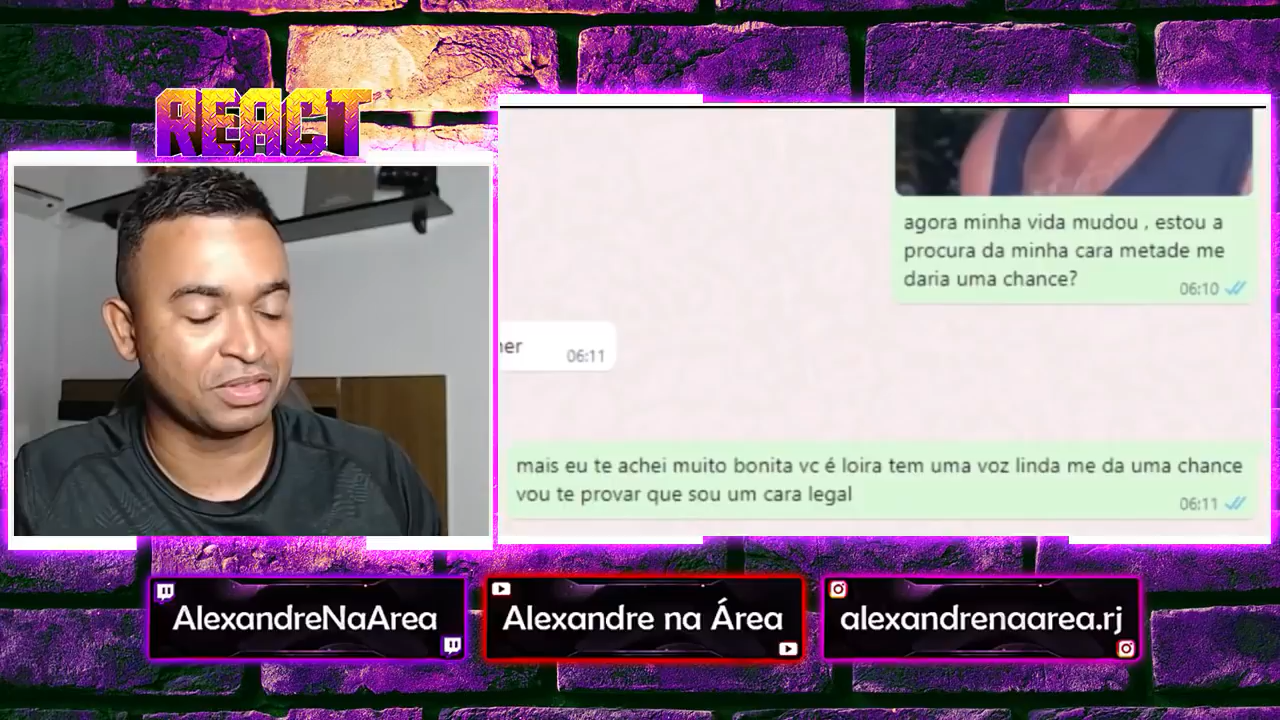 REACT
agora minha vida mudou , estou a
procura da minha cara metade me
daria uma chance?
06:10
er
06:11
mais eu te achei muito bonita vc é loira tem uma voz linda me da uma chance
vou te provar que sou um cara legal
06:11
AlexandreNaArea
Alexandre na Área
alexandrenaarea.rj